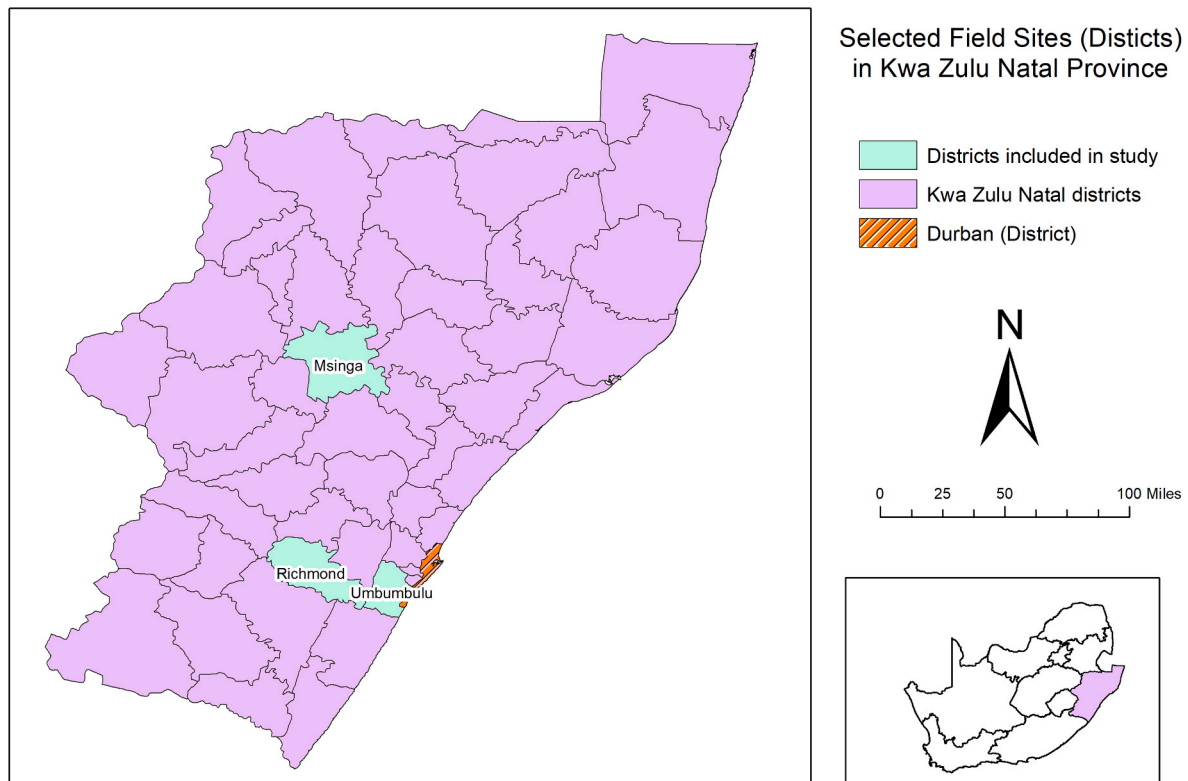 Selected Field Sites (Disticts)
in Kwa Zulu Natal Province
Districts included in study
Kwa Zulu Natal districts
Durban (District)
Msinga
Richmond
Umbumbulu
N
0 25 50 100 Miles